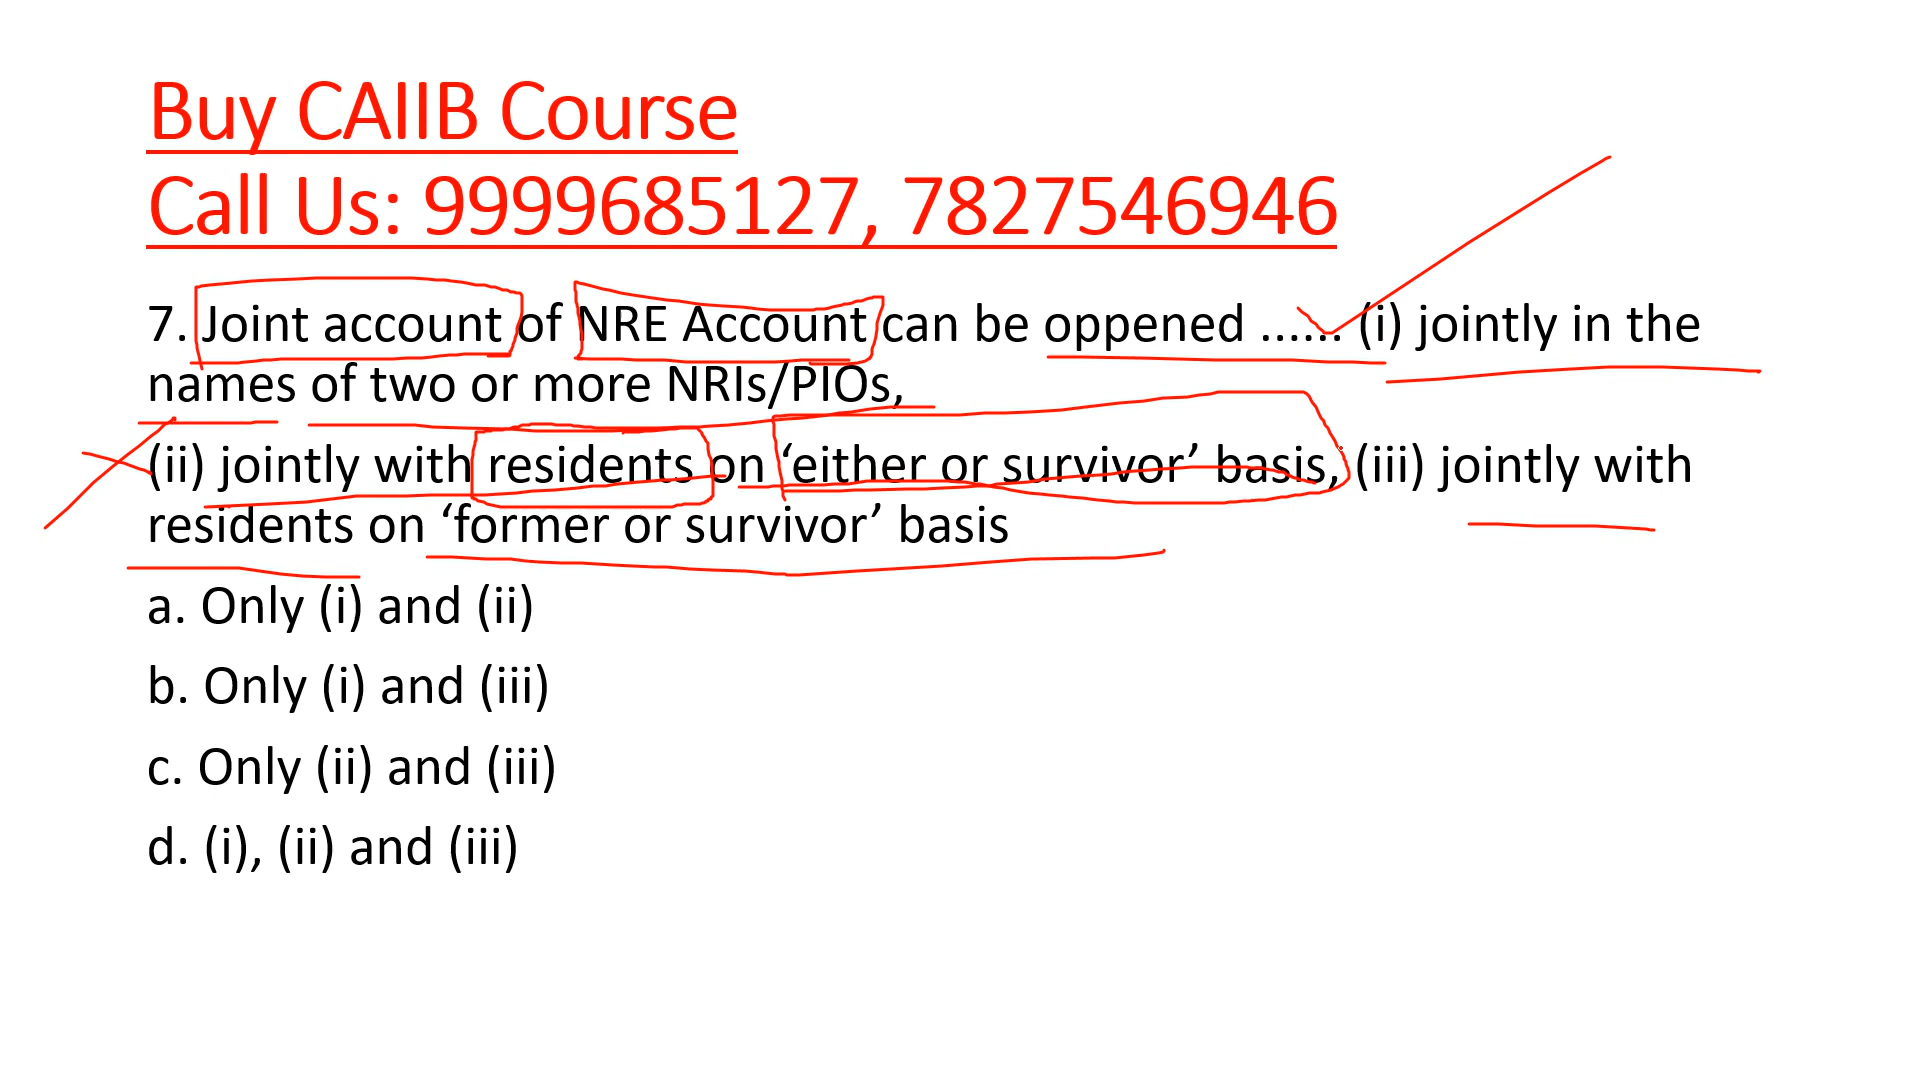 Buy CAIIB Course
Call Us: 9999685127, 7827546946
7. Joint account of NRE Account can be oppened ...... (i) jointly in the
names of two or more NRIs/PIOs,
(ii) jointly with residents on ‘either or survivor’ basis, (iii) jointly with
residents on ‘former or survivor’ basis
a. Only (i) and (ii)
b. Only (i) and (iii)
c. Only (ii) and (iii)
d. (i), (ii) and (iii)